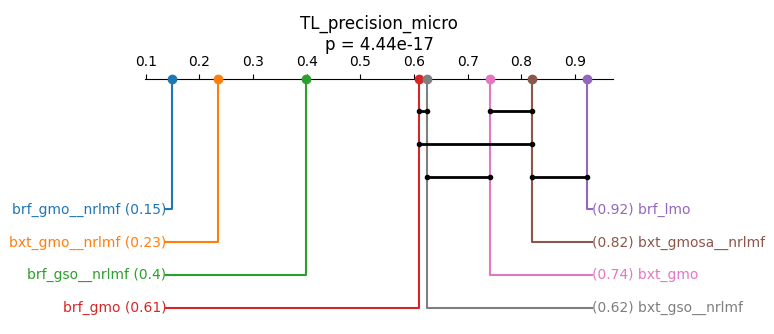 TL_precision_micro
p = 4.44e-17
0.1 0.2 0.3 0.4 0.5 0.6 0.7 0.8 0.9
brf_gmo__nrlmf (0.15) (0.92) brf_lmo
bxt_gmo__nrlmf (0.23) (0.82) bxt_gmosa__nrlmf
brf_gso__nrlmf (0.4) (0.74) bxt_gmo
brf_gmo (0.61) (0.62) bxt_gso__nrlmf